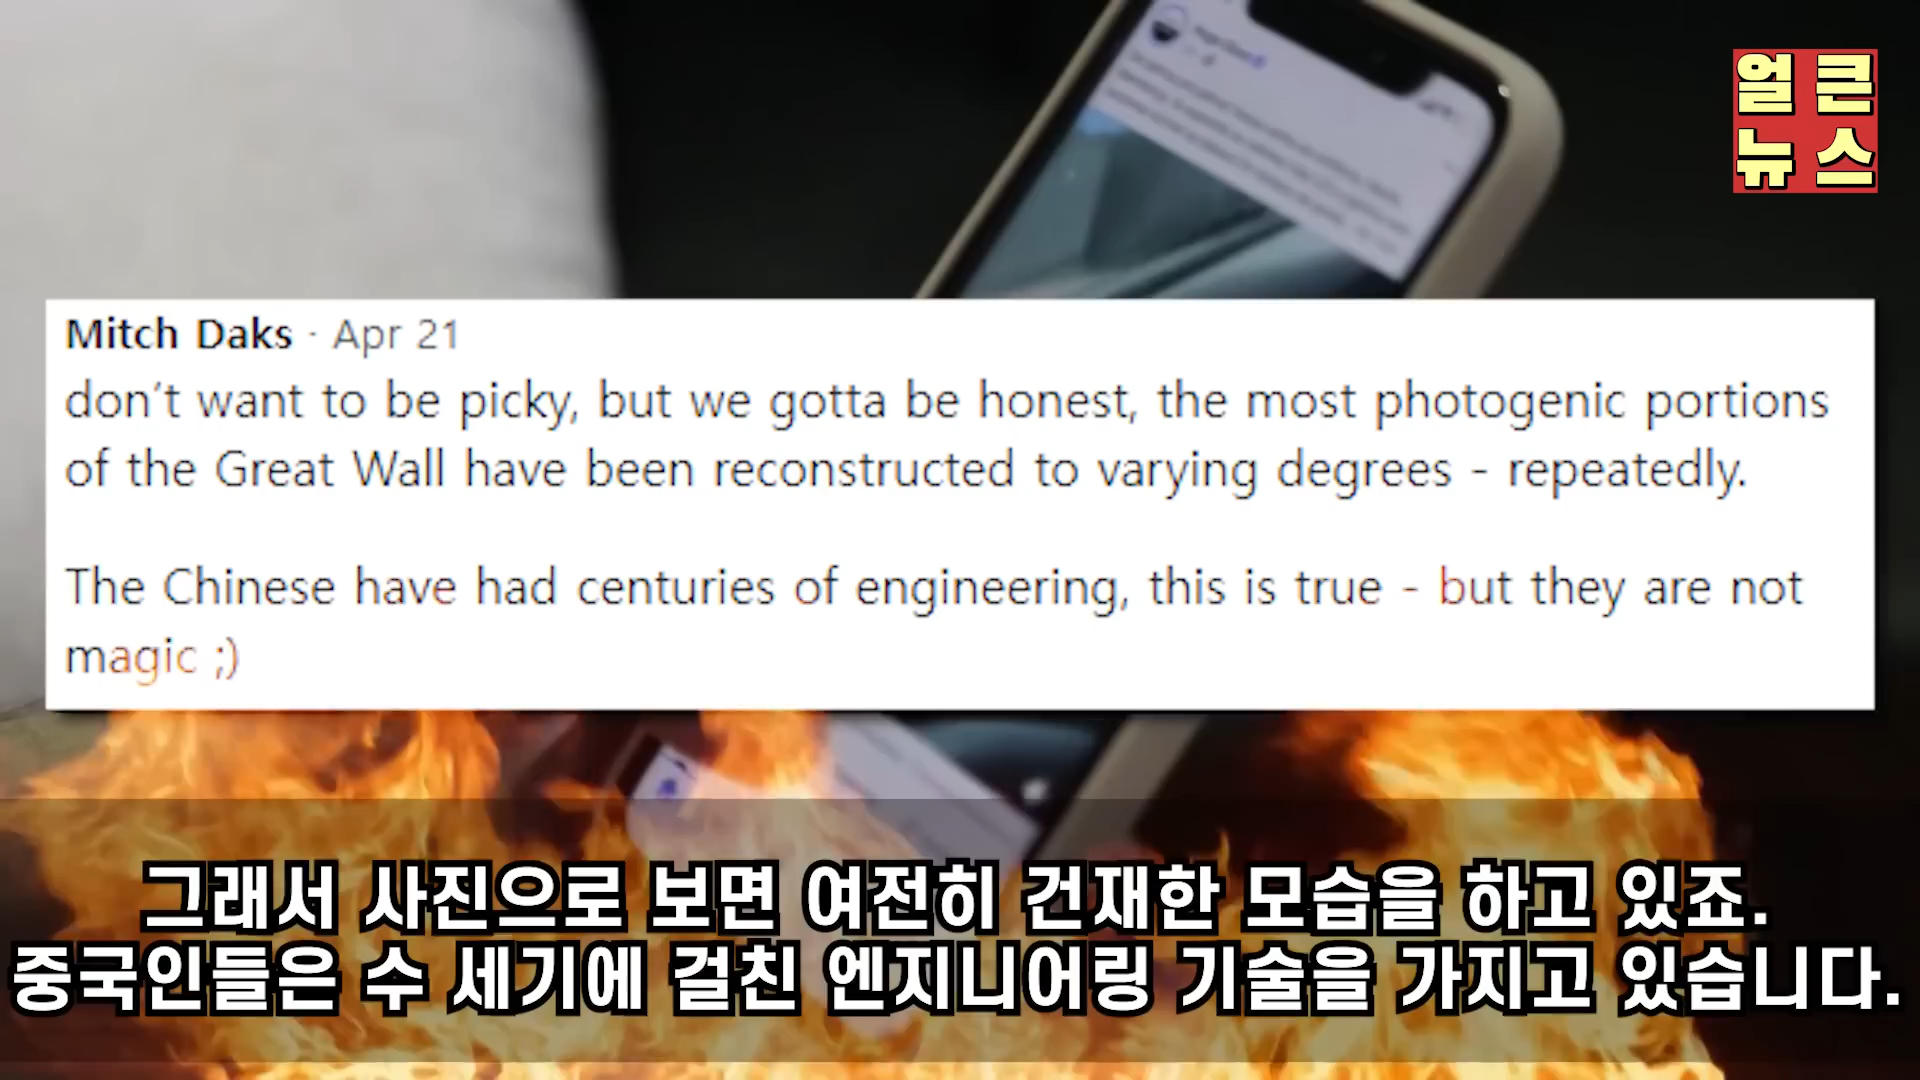 얼큰
뉴스
Mitch Daks · Apr 21
don't want to be picky, but we gotta be honest, the most photogenic portions
of the Great Wall have been reconstructed to varying degrees - repeatedly.
The Chinese have had centuries of engineering, this is true - but they are not
magic ;)
그래서 사진으로 보면 여전히 건재한 모습을 하고 있죠.
중국인들은 수 세기에 걸친 엔지니어링 기술을 가지고 있습니다.